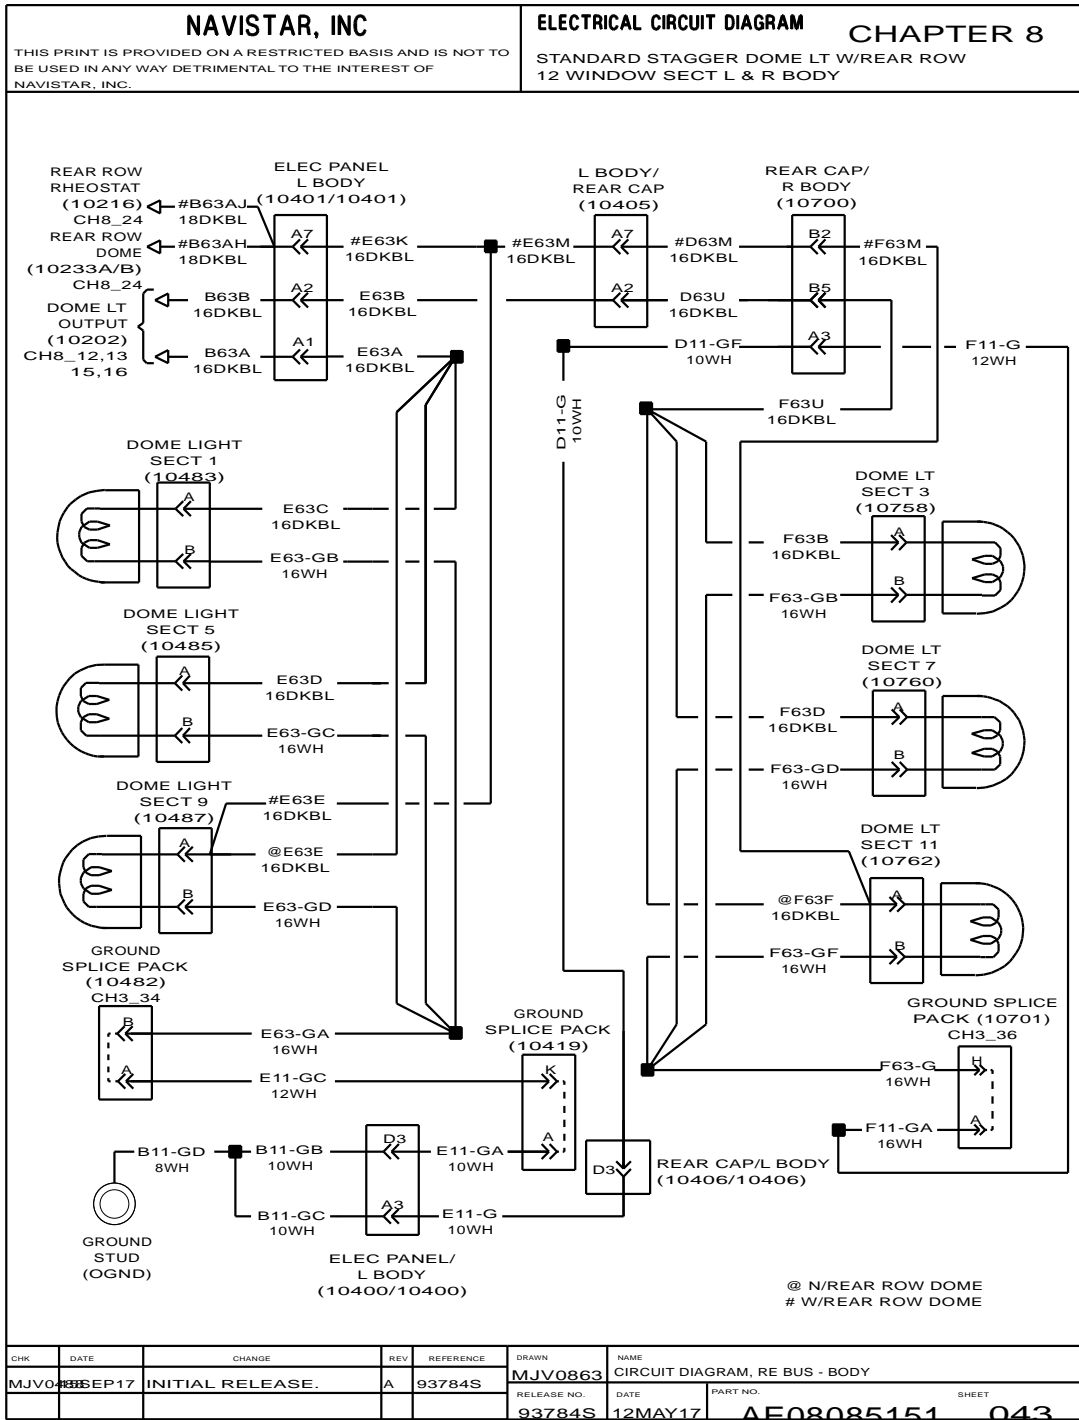 NAVISTAR, INC
THIS PRINT IS PROVIDED ON A RESTRICTED BASIS AND IS NOT TO
BE USED IN ANY WAY DETRIMENTAL TO THE INTEREST OF
NAVISTAR, INC.
ELECTRICAL CIRCUIT DIAGRAM
CHAPTER 8
STANDARD STAGGER DOME LT W/REAR ROW
12 WINDOW SECT L & R BODY
REAR ROW
RHEOSTAT
(10216)
CH8_24
REAR ROW
DOME
(10233A/B)
CH8_24
DOME LT
OUTPUT
(10202)
CH8_12,13
15,16
#B63AJ
18DKBL
#B63AH
18DKBL
B63B
16DKBL
B63A
16DKBL
ELEC PANEL
L BODY
(10401/10401)
A7
A2
A1
#E63K
16DKBL
E63B
16DKBL
E63A
16DKBL
#E63M
16DKBL
L BODY/
REAR CAP
(10405)
A7
A2
#D63M
16DKBL
D63U
16DKBL
D11-GF
10WH
REAR CAP/
R BODY
(10700)
B2
B5
A3
#F63M
16DKBL
F11-G
12WH
F63U
16DKBL
D11-G
10WH
DOME LIGHT
SECT 1
(10483)
A
B
E63C
16DKBL
E63-GB
16WH
DOME LIGHT
SECT 5
(10485)
A
B
E63D
16DKBL
E63-GC
16WH
DOME LIGHT
SECT 9
(10487)
A
B
#E63E
16DKBL
@E63E
16DKBL
E63-GD
16WH
DOME LT
SECT 3
(10758)
A
B
F63B
16DKBL
F63-GB
16WH
DOME LT
SECT 7
(10760)
A
B
F63D
16DKBL
F63-GD
16WH
DOME LT
SECT 11
(10762)
A
B
@F63F
16DKBL
F63-GF
16WH
GROUND
SPLICE PACK
(10482)
CH3_34
B
A
E63-GA
16WH
E11-GC
12WH
GROUND
SPLICE PACK
(10419)
K
A
GROUND SPLICE
PACK (10701)
CH3_36
H
A
F63-G
16WH
F11-GA
16WH
B11-GD
8WH
B11-GB
10WH
B11-GC
10WH
D3
A3
E11-GA
10WH
E11-G
10WH
D3
REAR CAP/L BODY
(10406/10406)
GROUND
STUD
(OGND)
ELEC PANEL/
L BODY
(10400/10400)
@ N/REAR ROW DOME
# W/REAR ROW DOME
CHK
DATE
CHANGE
REV
REFERENCE
INITIAL RELEASE.
A
93784S
DRAWN
MJV0863
NAME
CIRCUIT DIAGRAM, RE BUS - BODY
RELEASE NO.
93784S
DATE
12MAY17
PART NO.
AE08085151
SHEET
043